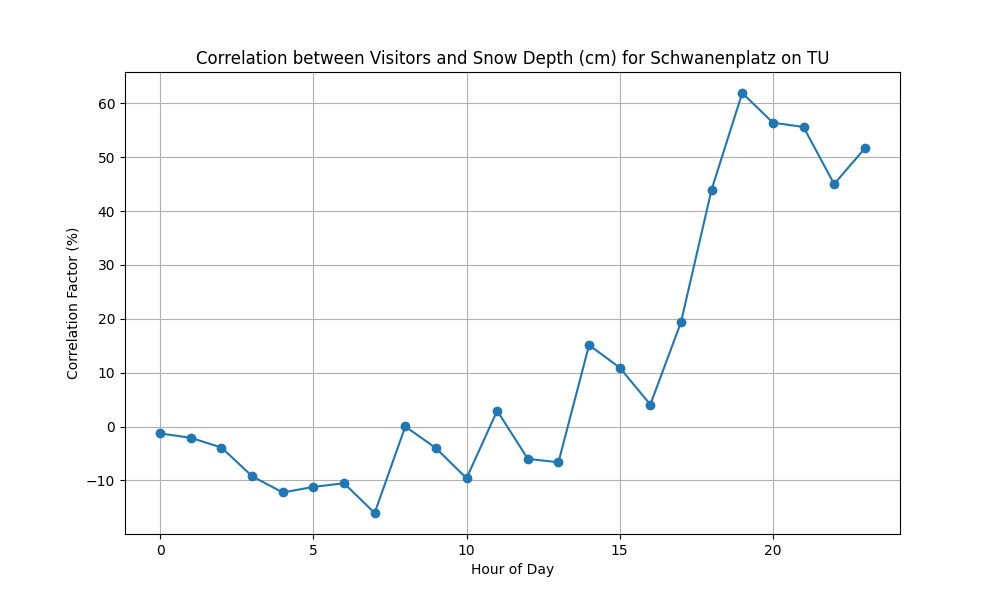 Correlation between Visitors and Snow Depth (cm) for Schwanenplatz on TU
Correlation Factor (%)
60
50
40
30
20
10
0
−10
0 5 10 15 20
Hour of Day